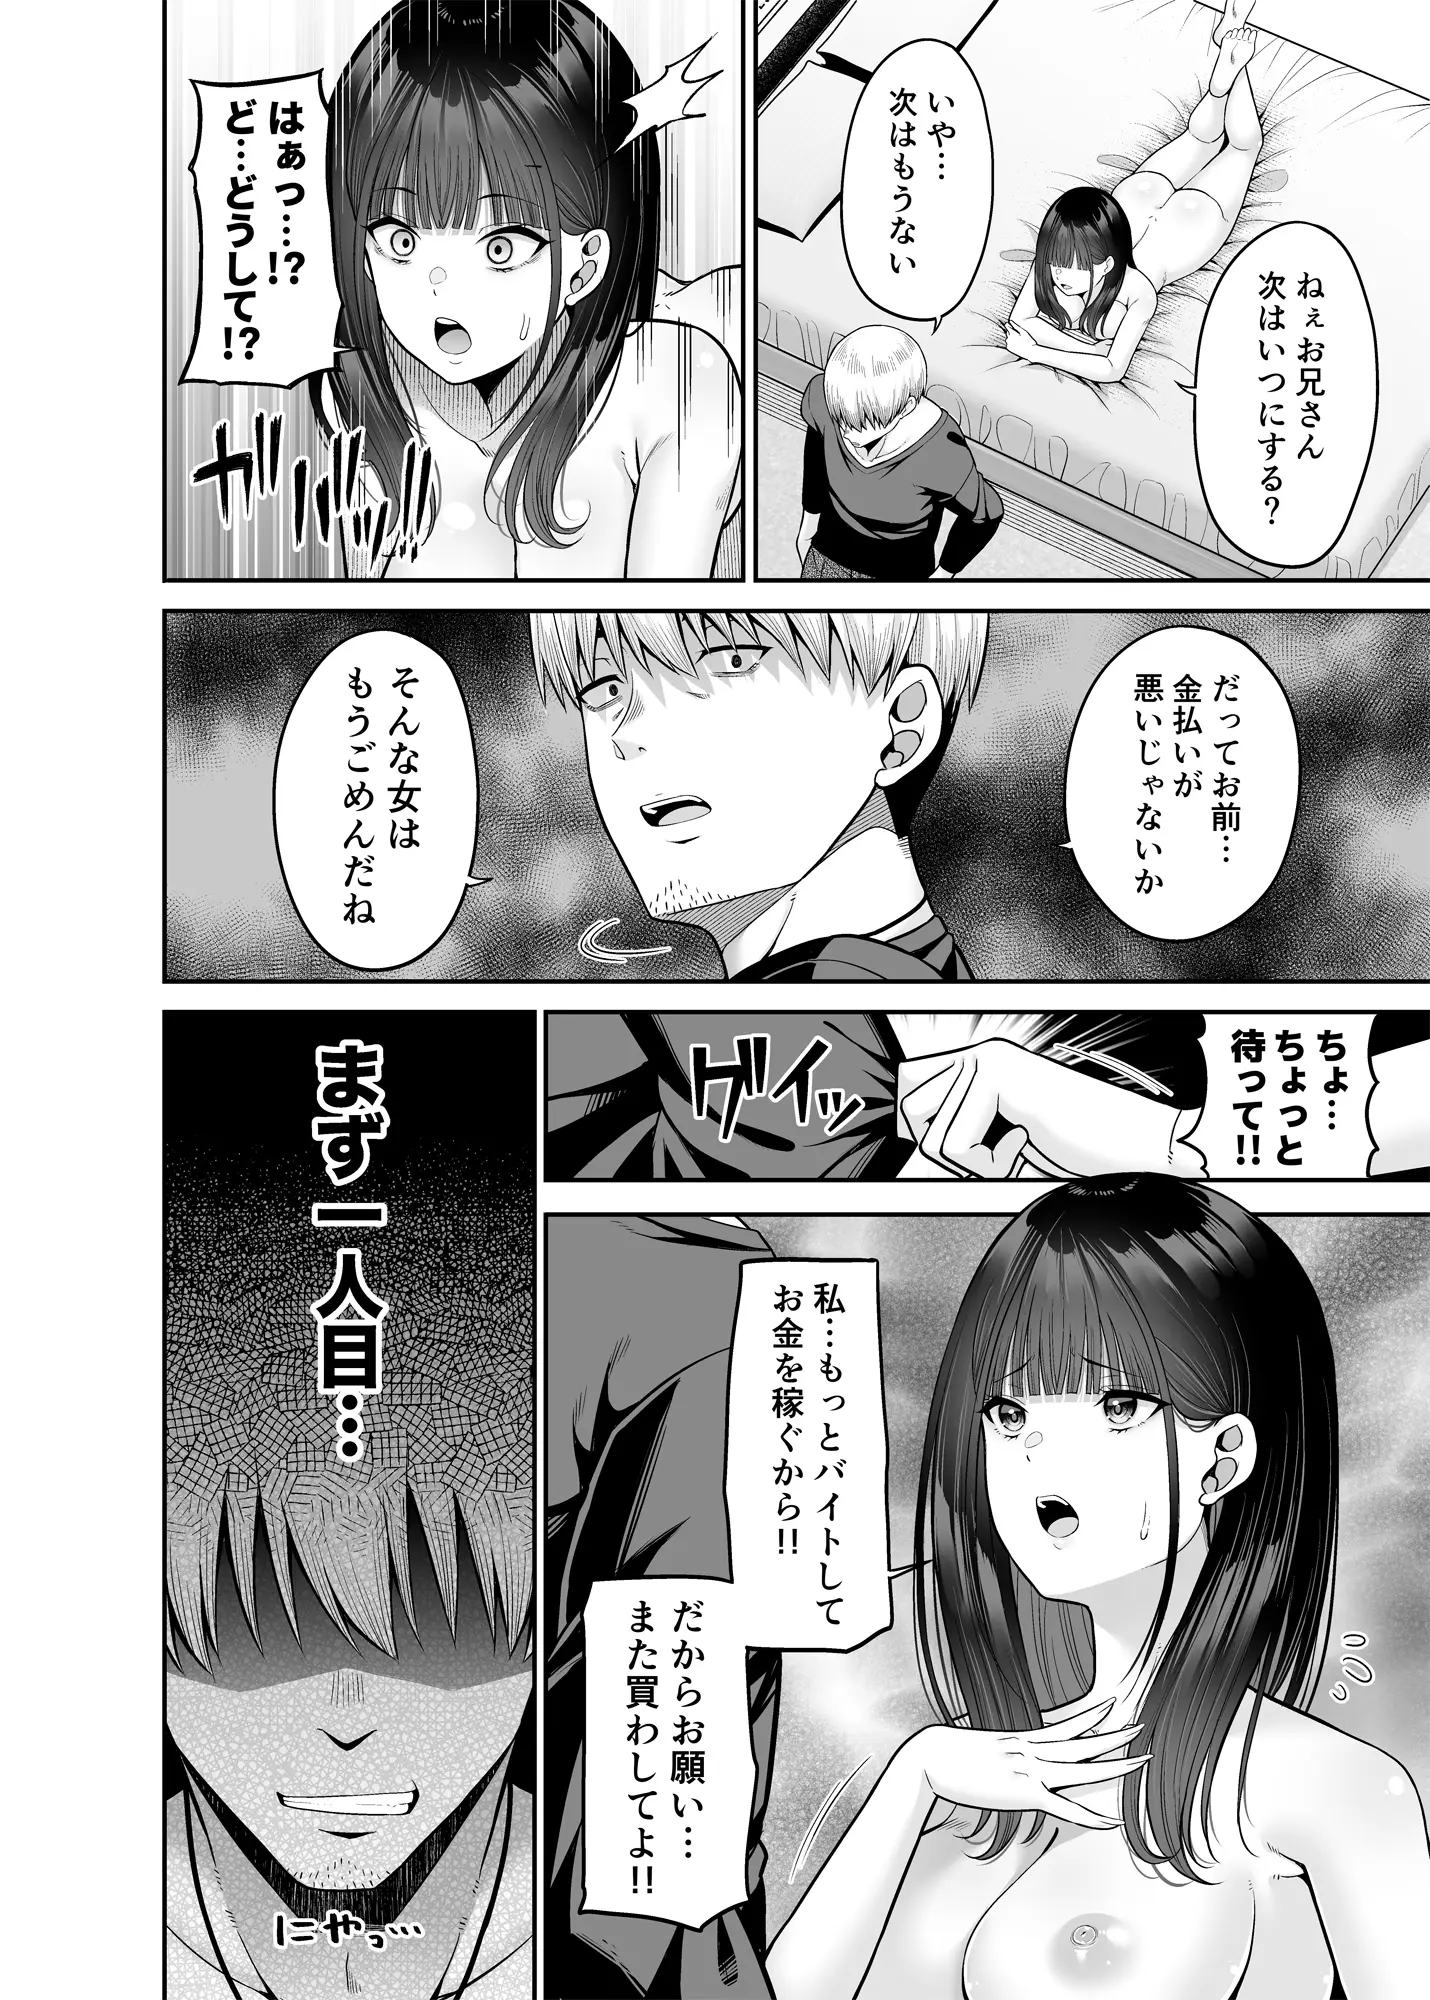 ねぇお兄さん
次はいつにする？
いや…
次はもうない
はぁっ…！？
ど…どうして！？
ガバッ！！！
だってお前…
金払いが
悪いじゃないか
そんな女は
もうごめんだね
ちょ…
ちょっと
待って！！
グイッ
私…もっとバイトして
お金を稼ぐから！！
だからお願い…
また買わしてよ！！
まず一人目…
にやっ…